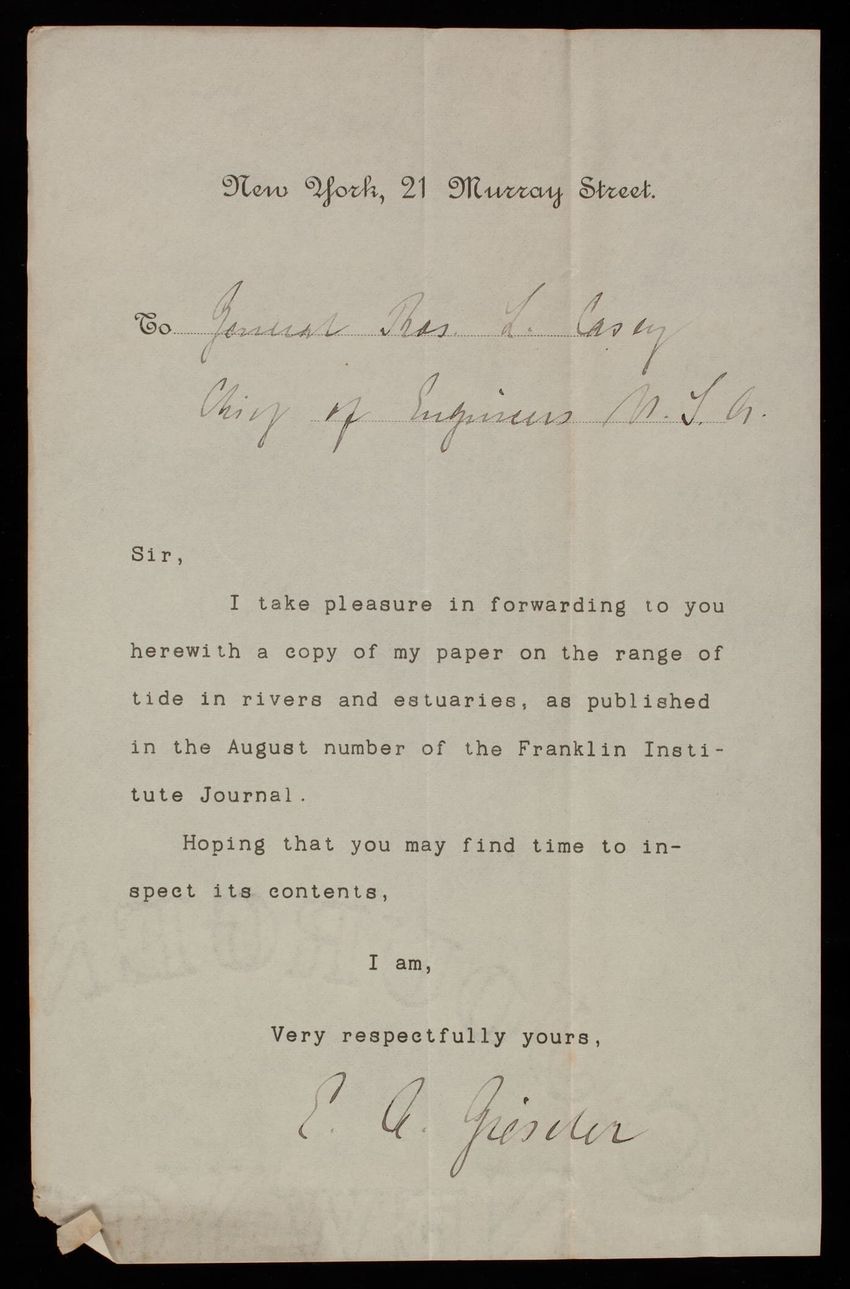 New York, 21 Murray Street.
To General Thos. L. Casey
Chief of Engineers U. S. A.
Sir,
I take pleasure in forwarding to you
herewith a copy of my paper on the range of
tide in rivers and estuaries, as published
in the August number of the Franklin Insti-
tute Journal.
Hoping that you may find time to in-
spect its contents,
I am,
Very respectfully yours,
E. A. Gieseler